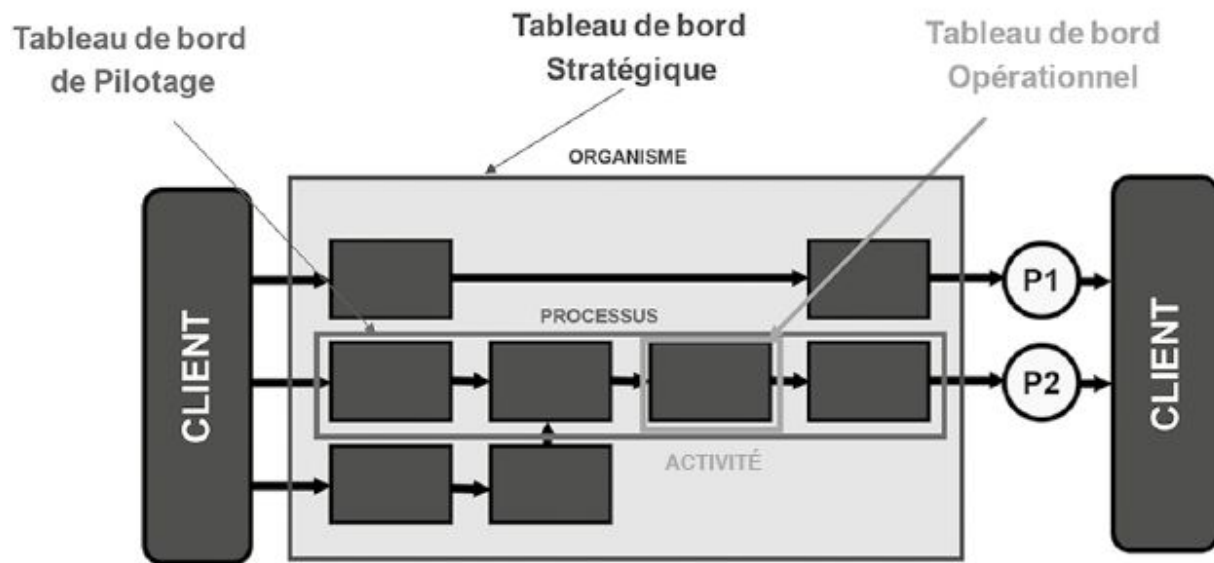 Tableau de bord
de Pilotage
Tableau de bord
Stratégique
Tableau de bord
Opérationnel
ORGANISME
CLIENT
P1
PROCESSUS
P2
ACTIVITÉ
CLIENT